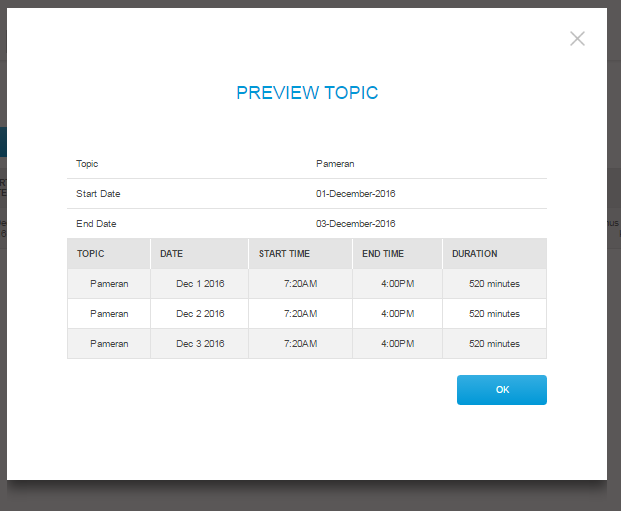 PREVIEW TOPIC
Topic Pameran
Start Date 01-December-2016
End Date 03-December-2016
TOPIC DATE START TIME END TIME DURATION
Pameran Dec 1 2016 7:20AM 4:00PM 520 minutes
Pameran Dec 2 2016 7:20AM 4:00PM 520 minutes
Pameran Dec 3 2016 7:20AM 4:00PM 520 minutes
OK